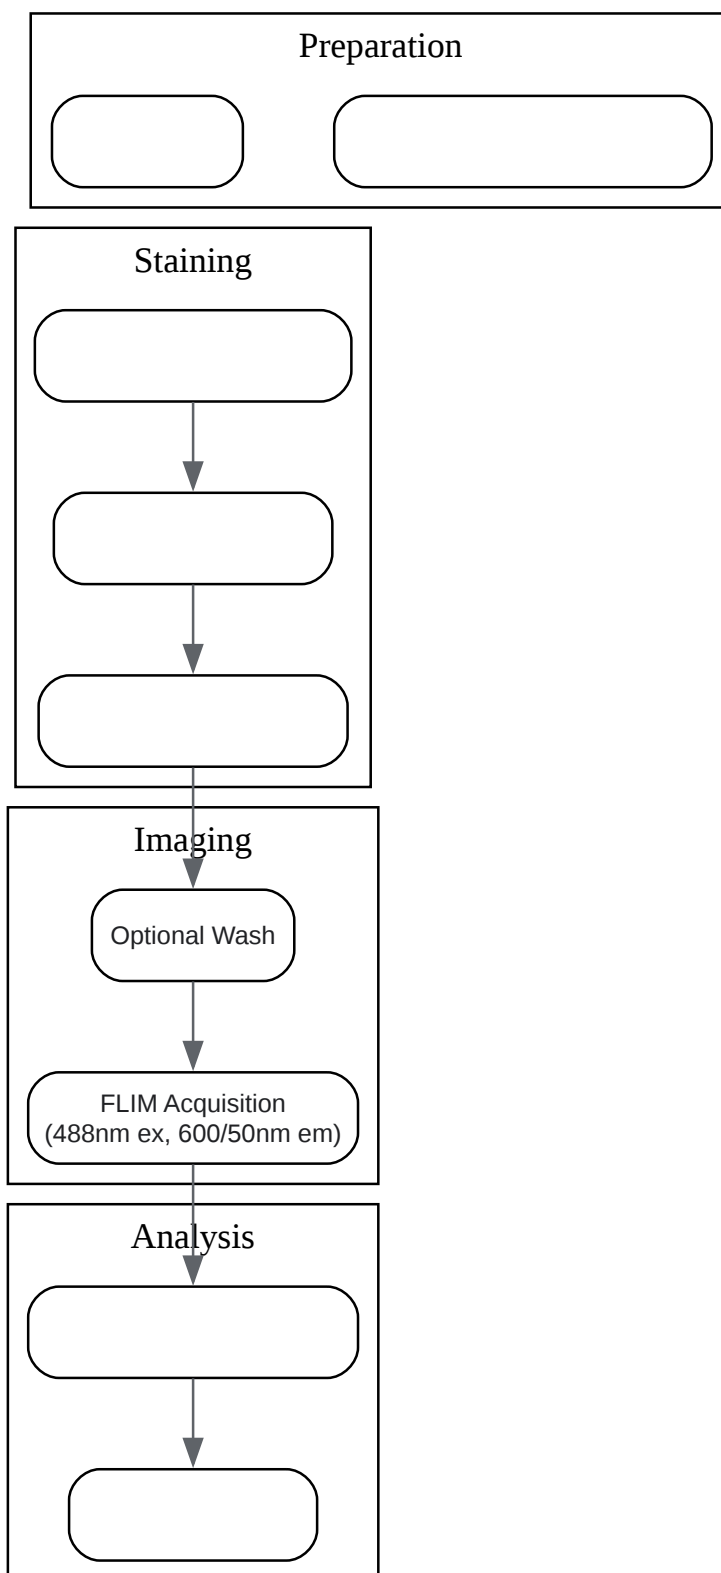 Preparation
Staining
Imaging
Optional Wash
FLIM Acquisition
(488nm ex, 600/50nm em)
Analysis